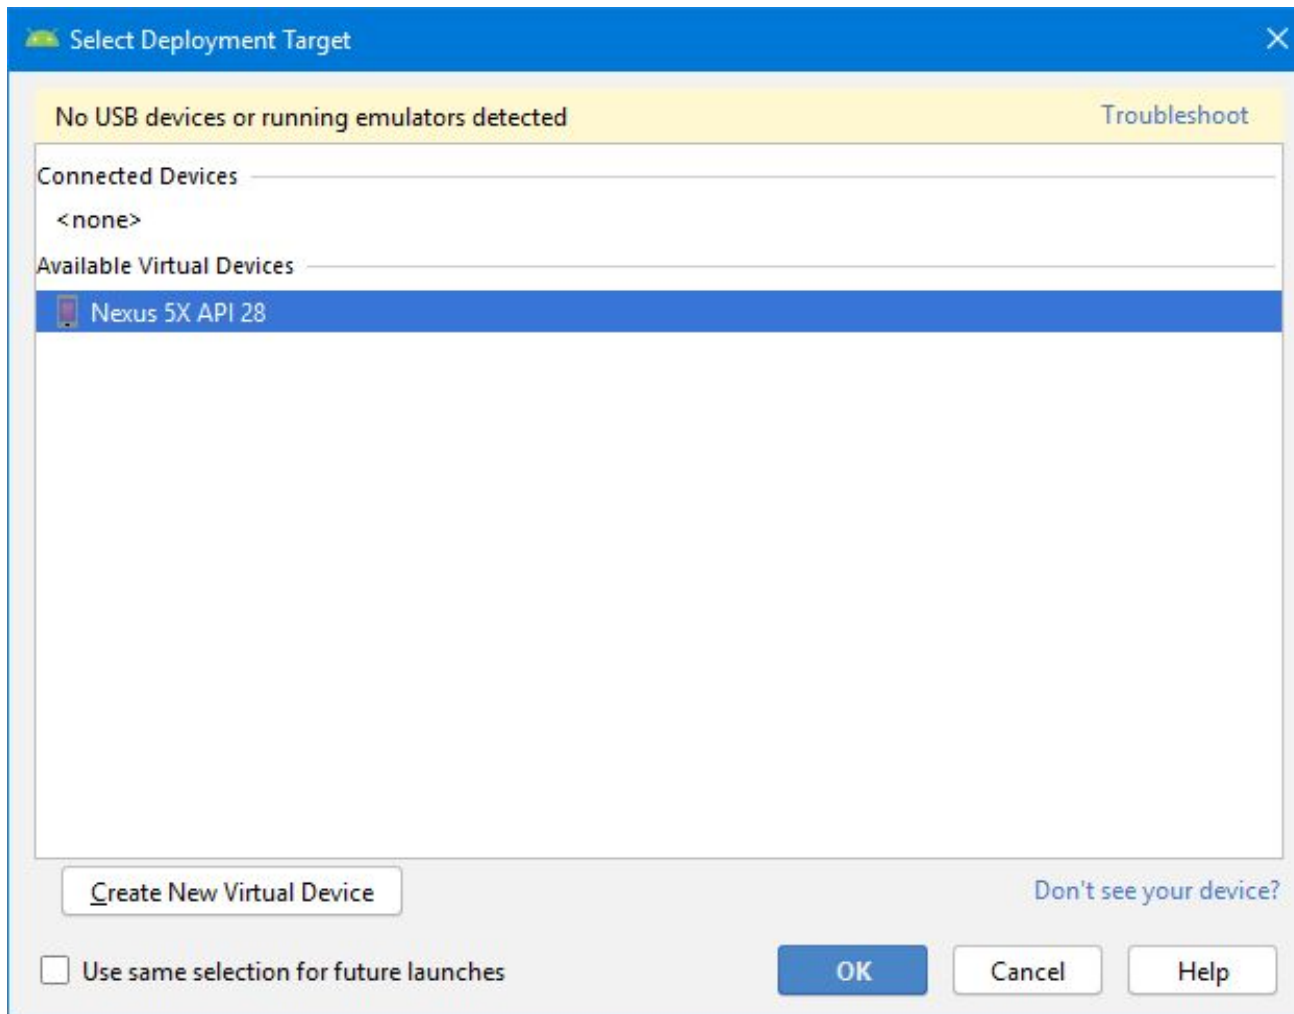 Select Deployment Target
No USB devices or running emulators detected Troubleshoot
Connected Devices
<none>
Available Virtual Devices
Nexus 5X API 28
Create New Virtual Device Don't see your device?
Use same selection for future launches OK Cancel Help